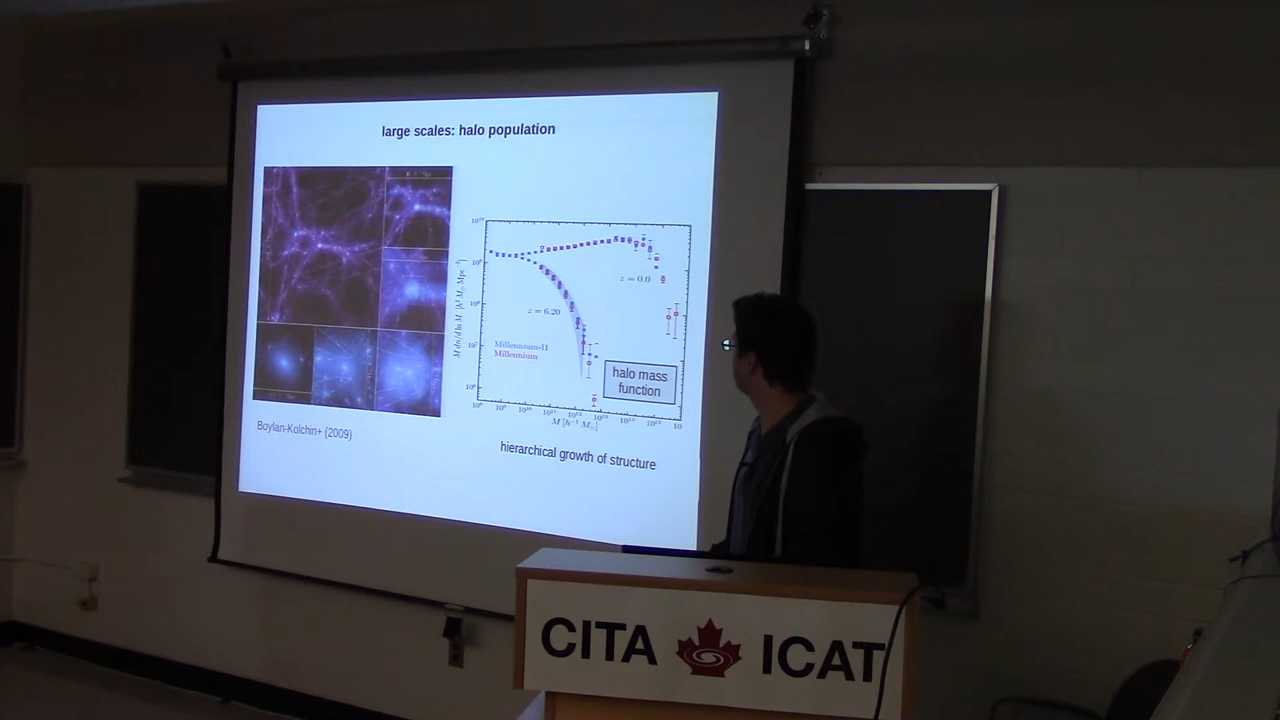 large scales: halo population
z = 0.0
z = 6.20
Millennium-II
Millennium
halo mass
function
M [h⁻¹ M☉]
Boylan-Kolchin+ (2009)
hierarchical growth of structure
CITA ICAT